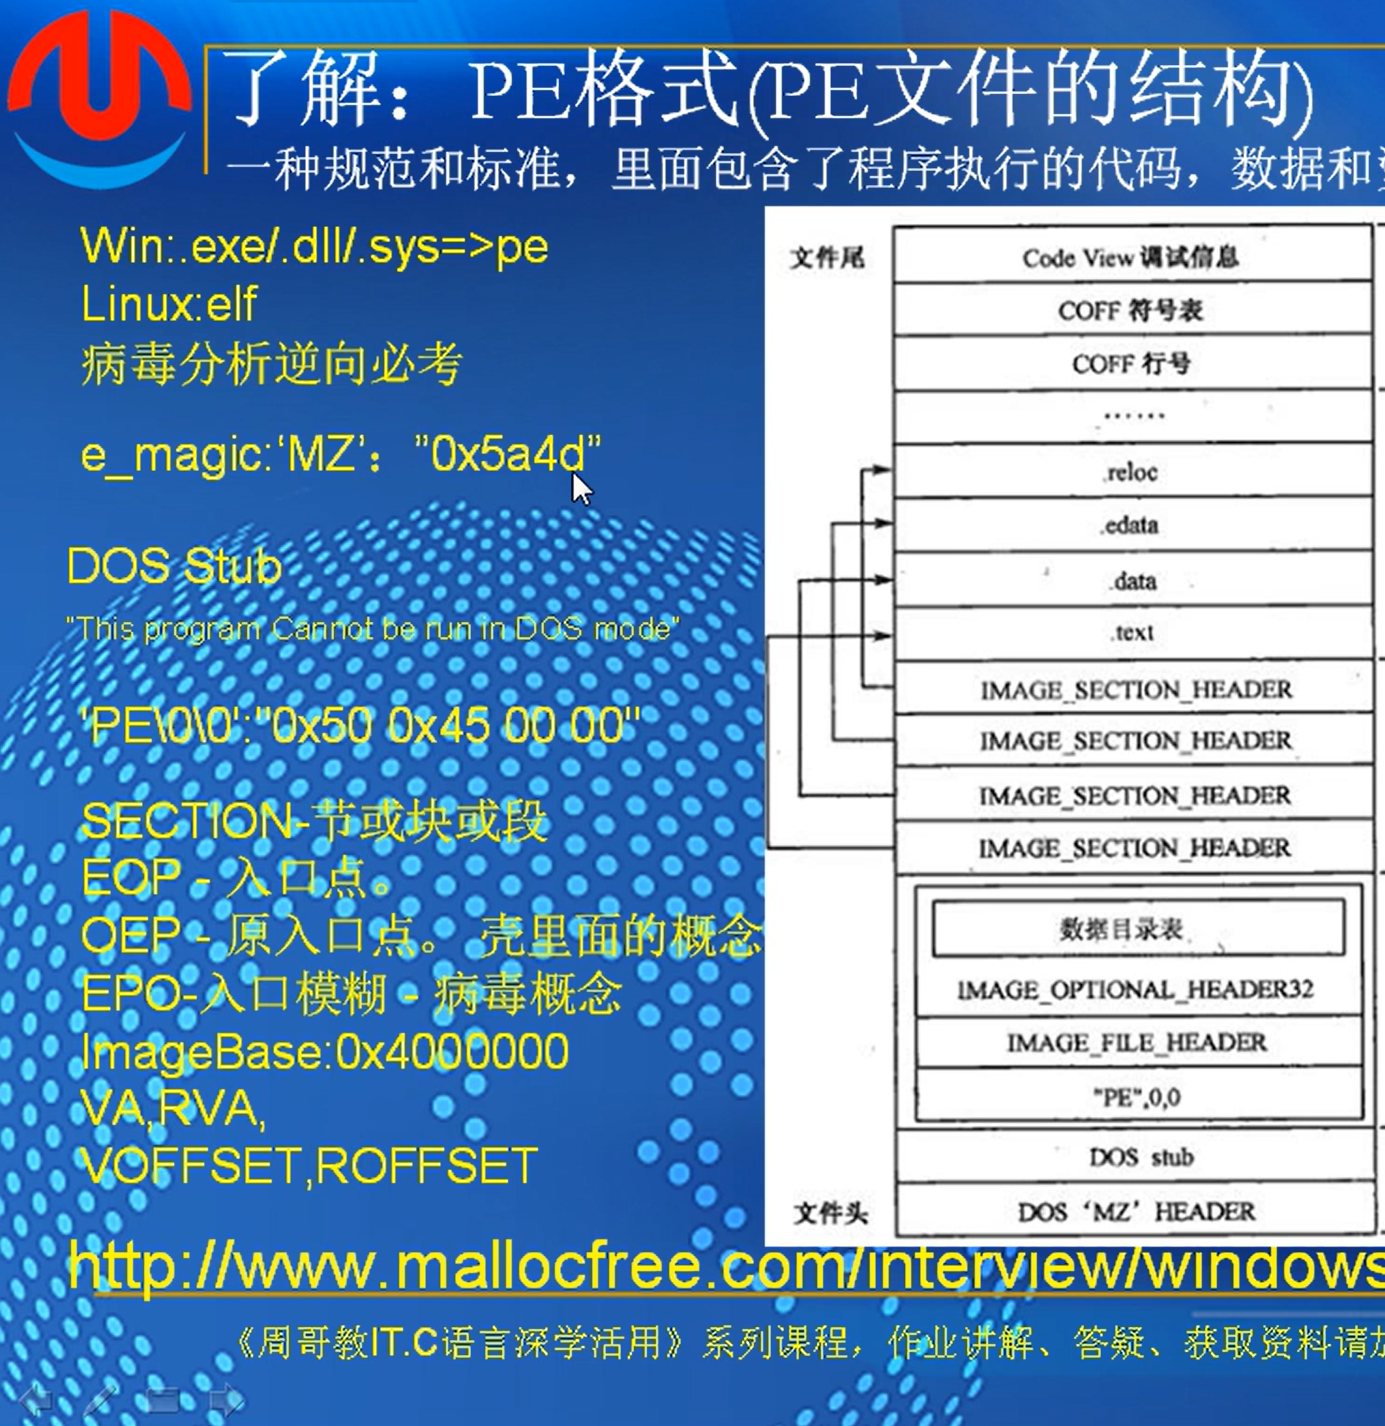 了解：PE格式(PE文件的结构)
一种规范和标准，里面包含了程序执行的代码，数据和
Win:.exe/.dll/.sys=>pe
Linux:elf
病毒分析逆向必考
e_magic:‘MZ’：”0x5a4d”
DOS Stub
"This program Cannot be run in DOS mode"
'PE\0\0':"0x50 0x45 00 00"
SECTION-节或块或段
EOP - 入口点。
OEP - 原入口点。 壳里面的概念
EPO-入口模糊 - 病毒概念
ImageBase:0x4000000
VA,RVA,
VOFFSET,ROFFSET
文件尾
Code View 调试信息
COFF 符号表
COFF 行号
······
.reloc
.edata
.data
.text
IMAGE_SECTION_HEADER
IMAGE_SECTION_HEADER
IMAGE_SECTION_HEADER
IMAGE_SECTION_HEADER
数据目录表
IMAGE_OPTIONAL_HEADER32
IMAGE_FILE_HEADER
"PE",0,0
DOS stub
文件头
DOS ‘MZ’ HEADER
http://www.mallocfree.com/interview/windows
《周哥教IT.C语言深学活用》系列课程，作业讲解、答疑、获取资料请加